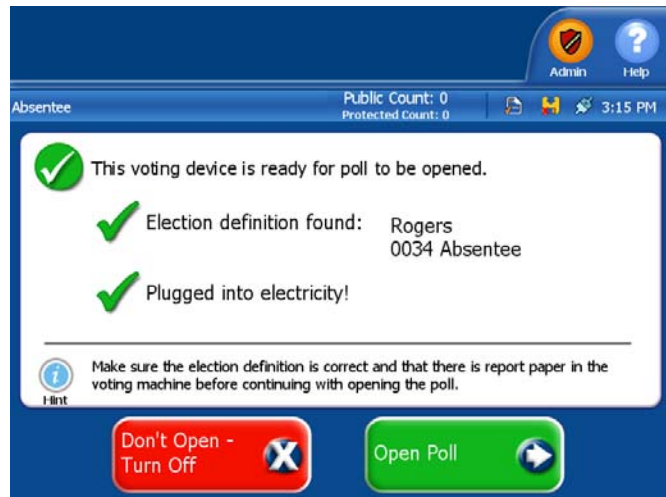 Admin
Help
Absentee
Public Count: 0
Protected Count: 0
3:15 PM
This voting device is ready for poll to be opened.
Election definition found:
Rogers
0034 Absentee
Plugged into electricity!
Hint
Make sure the election definition is correct and that there is report paper in the
voting machine before continuing with opening the poll.
Don't Open -
Turn Off
Open Poll